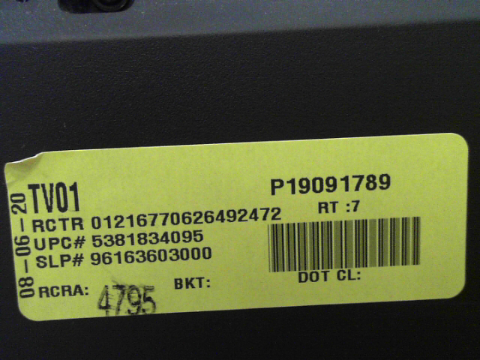 08-06-20
TV01
P19091789
RCTR 01216770626492472
RT :7
UPC# 5381834095
SLP# 96163603000
RCRA: 4795 BKT: DOT CL: